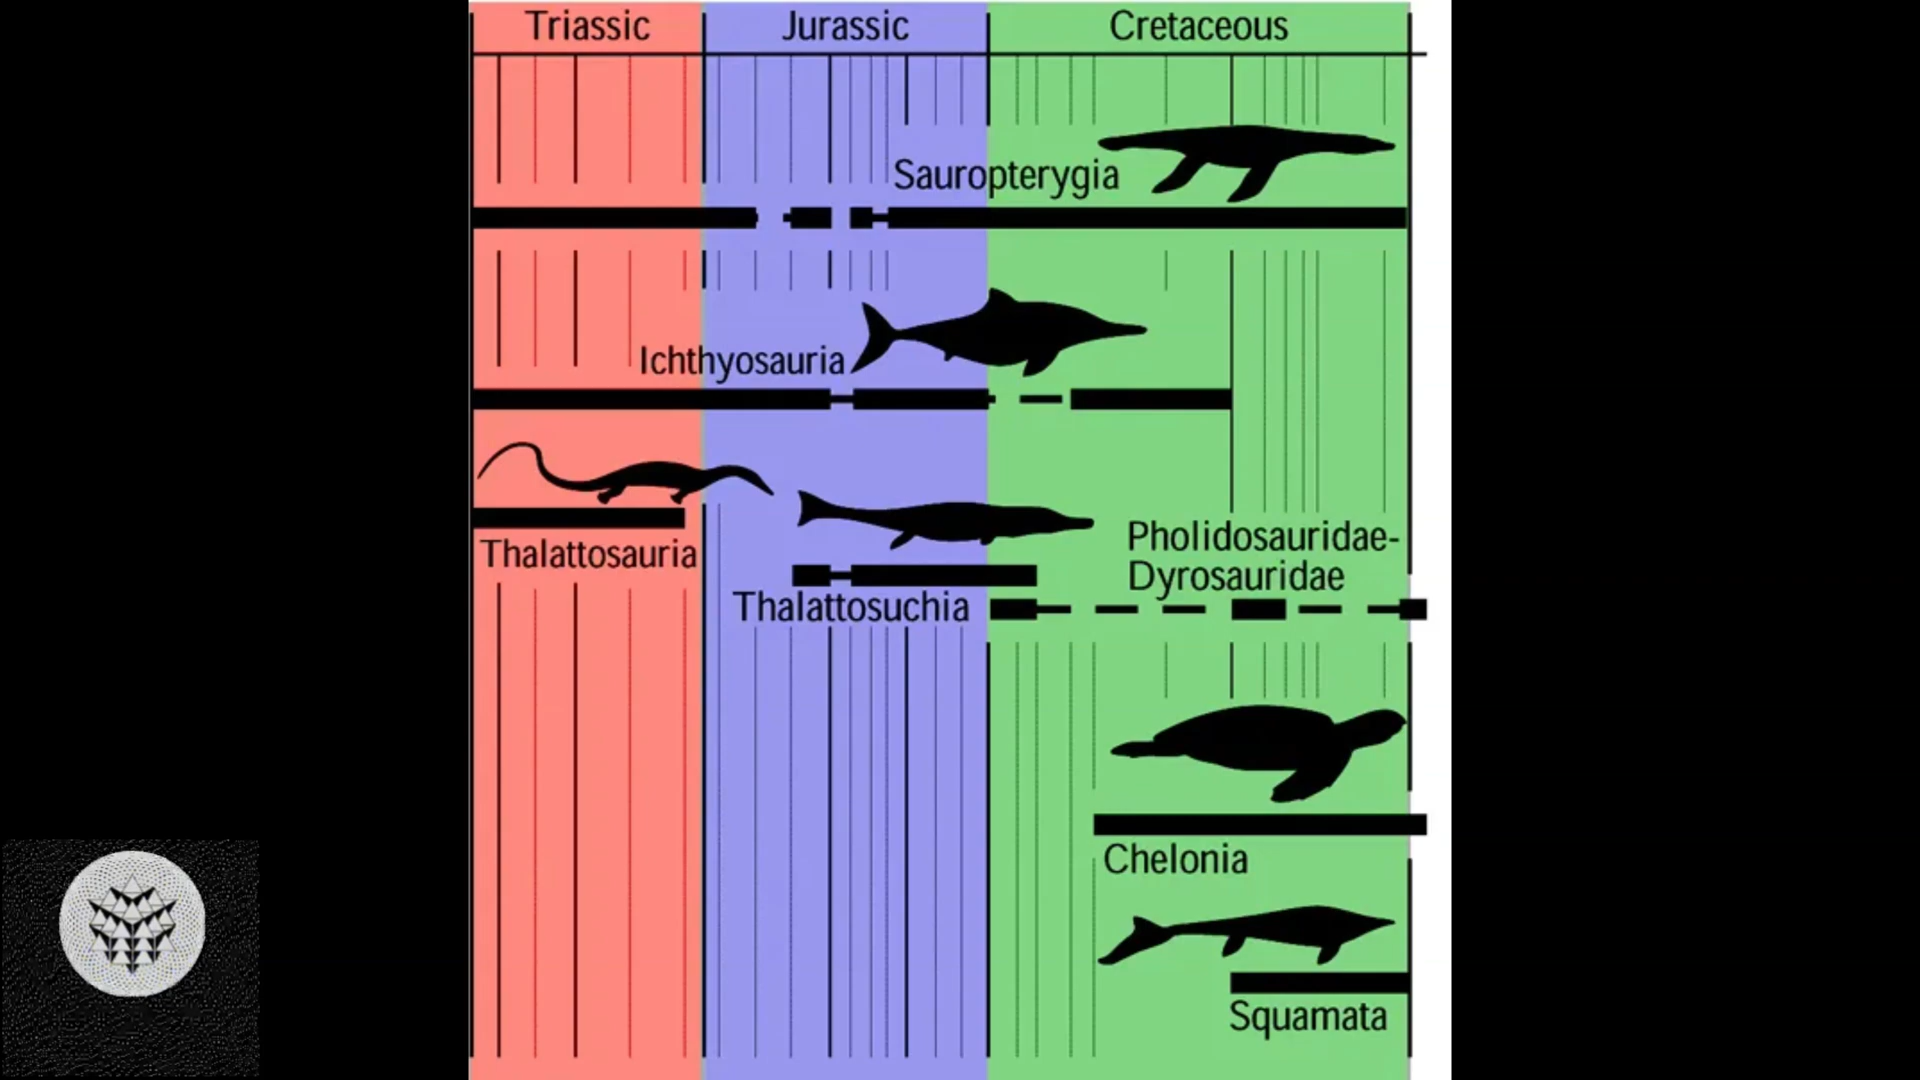 Triassic
Jurassic
Cretaceous
Sauropterygia
Ichthyosauria
Thalattosauria
Pholidosauridae-
Dyrosauridae
Thalattosuchia
Chelonia
Squamata